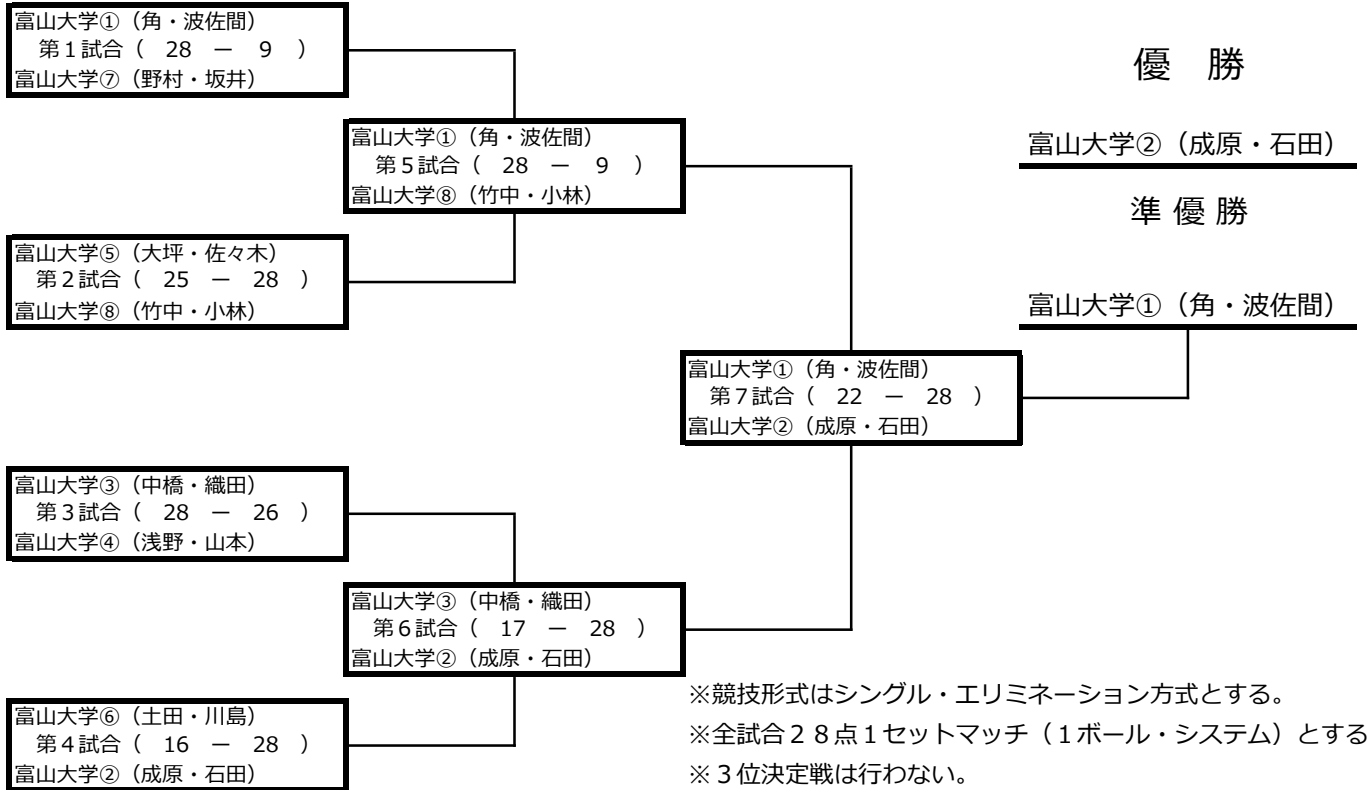 富山大学①（角・波佐間）
第１試合（　28　ー　9　）
富山大学⑦（野村・坂井）
富山大学①（角・波佐間）
第５試合（　28　ー　9　）
富山大学⑧（竹中・小林）
富山大学⑤（大坪・佐々木）
第２試合（　25　ー　28　）
富山大学⑧（竹中・小林）
優　勝
富山大学②（成原・石田）
準 優 勝
富山大学①（角・波佐間）
富山大学①（角・波佐間）
第７試合（　22　ー　28　）
富山大学②（成原・石田）
富山大学③（中橋・織田）
第３試合（　28　ー　26　）
富山大学④（浅野・山本）
富山大学③（中橋・織田）
第６試合（　17　ー　28　）
富山大学②（成原・石田）
富山大学⑥（土田・川島）
第４試合（　16　ー　28　）
富山大学②（成原・石田）
※競技形式はシングル・エリミネーション方式とする。
※全試合２８点１セットマッチ（１ボール・システム）とする
※３位決定戦は行わない。